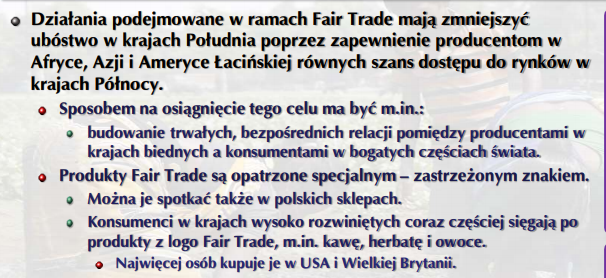 Działania podejmowane w ramach Fair Trade mają zmniejszyć
ubóstwo w krajach Południa poprzez zapewnienie producentom w
Afryce, Azji i Ameryce Łacińskiej równych szans dostępu do rynków w
krajach Północy.
Sposobem na osiągnięcie tego celu ma być m.in.:
budowanie trwałych, bezpośrednich relacji pomiędzy producentami w
krajach biednych a konsumentami w bogatych częściach świata.
Produkty Fair Trade są opatrzone specjalnym – zastrzeżonym znakiem.
Można je spotkać także w polskich sklepach.
Konsumenci w krajach wysoko rozwiniętych coraz częściej sięgają po
produkty z logo Fair Trade, m.in. kawę, herbatę i owoce.
Najwięcej osób kupuje je w USA i Wielkiej Brytanii.